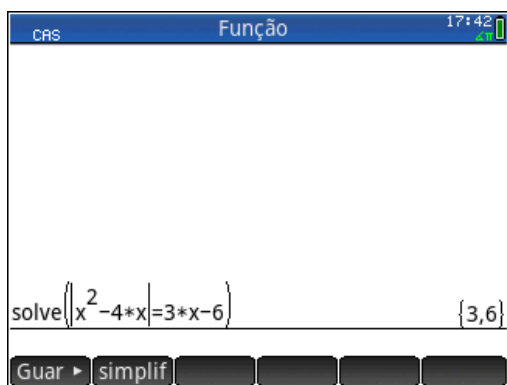 CAS Função 17:42
∡π
solve(|x²-4*x|=3*x-6) {3,6}
Guar ► simplif